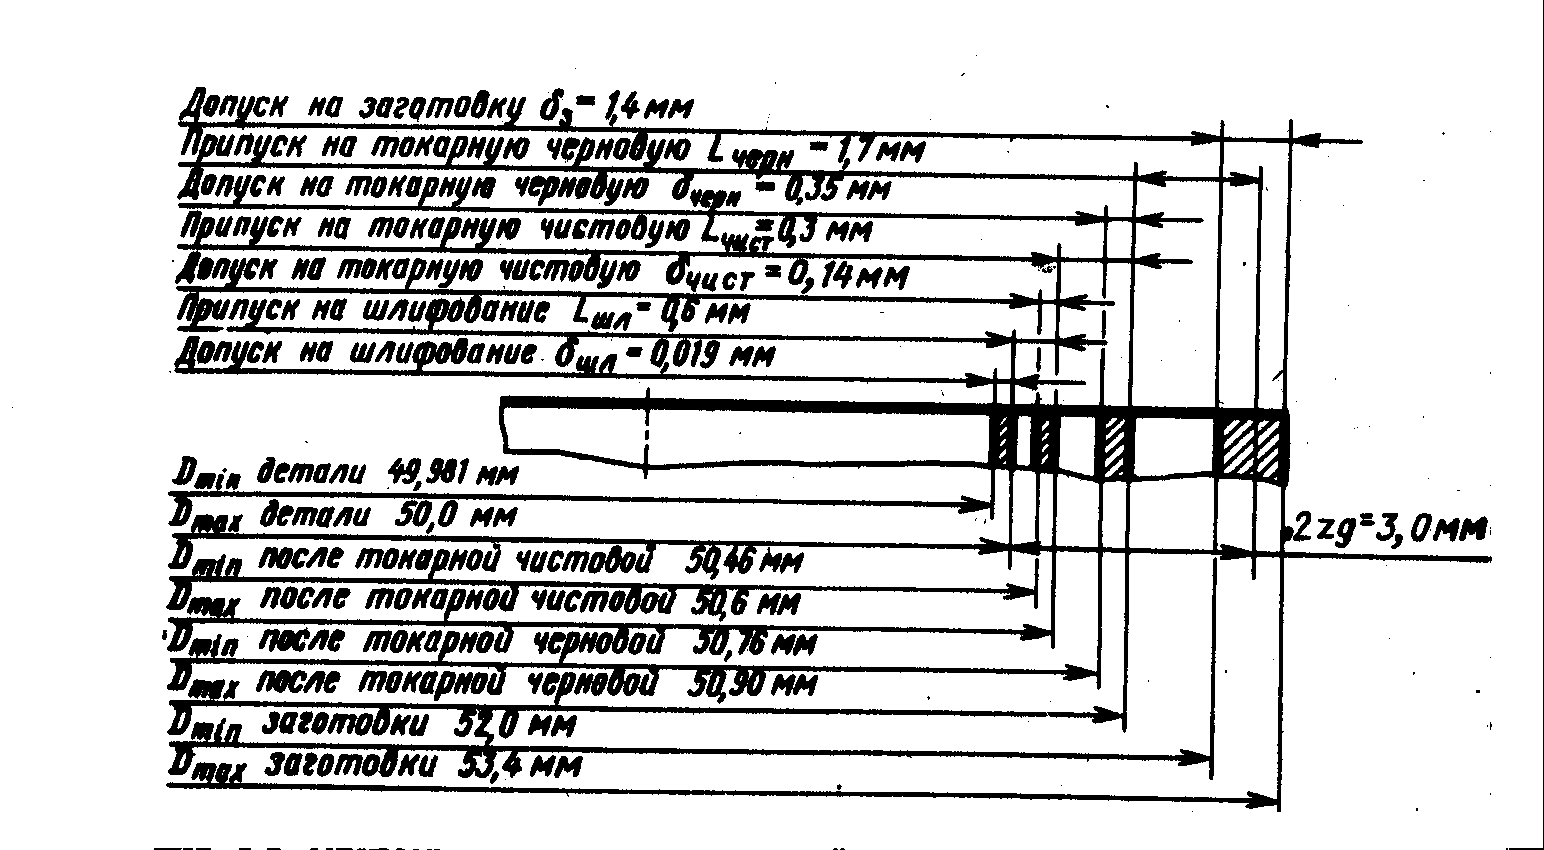 Допуск на заготовку δз = 1,4 мм
Припуск на токарную черновую Lчерн = 1,7 мм
Допуск на токарную черновую δчерн = 0,35 мм
Припуск на токарную чистовую Lчист = 0,3 мм
Допуск на токарную чистовую δчист = 0,14 мм
Припуск на шлифование Lшл = 0,6 мм
Допуск на шлифование δшл = 0,019 мм
Dmin детали 49,981 мм
Dmax детали 50,0 мм
2zg = 3,0 мм
Dmin после токарной чистовой 50,46 мм
Dmax после токарной чистовой 50,6 мм
Dmin после токарной черновой 50,76 мм
Dmax после токарной черновой 50,90 мм
Dmin заготовки 52,0 мм
Dmax заготовки 53,4 мм